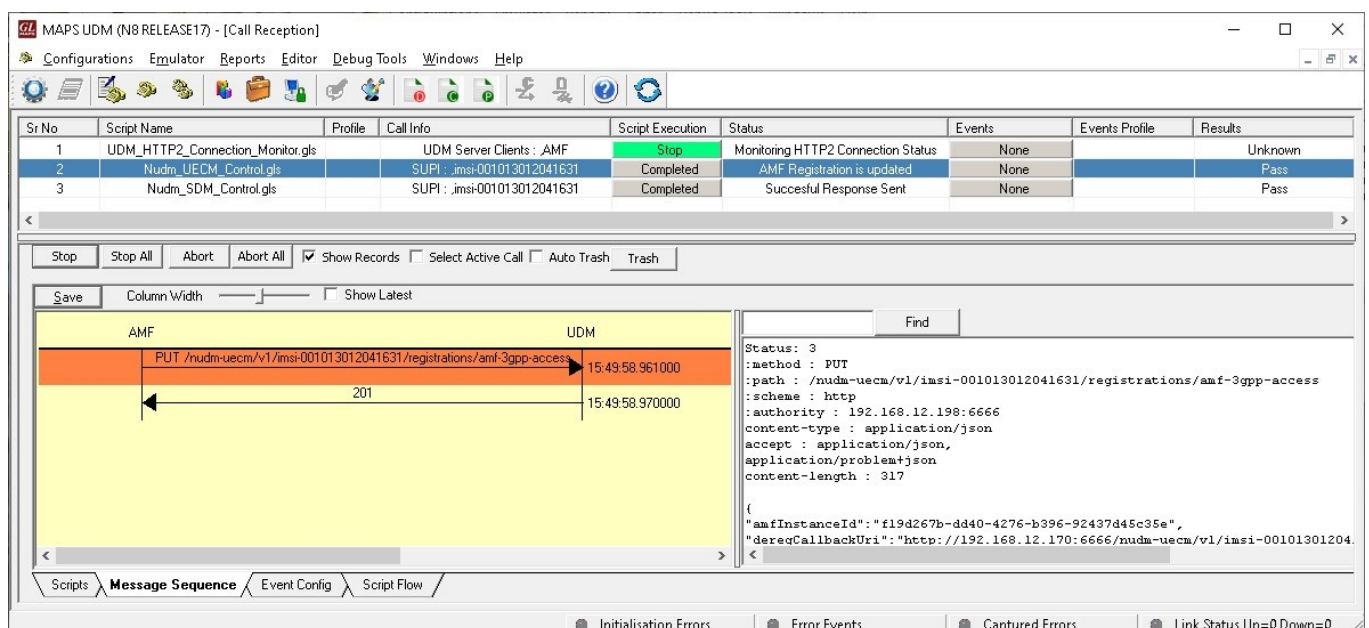 GL MAPS MAPS UDM (N8 RELEASE17) - [Call Reception]
Configurations Emulator Reports Editor Debug Tools Windows Help
Sr No Script Name Profile Call Info Script Execution Status Events Events Profile Results
1 UDM_HTTP2_Connection_Monitor.gls UDM Server Clients : ,AMF Stop Monitoring HTTP2 Connection Status None Unknown
2 Nudm_UECM_Control.gls SUPI : ,imsi-001013012041631 Completed AMF Registration is updated None Pass
3 Nudm_SDM_Control.gls SUPI : ,imsi-001013012041631 Completed Succesful Response Sent None Pass
Stop Stop All Abort Abort All Show Records Select Active Call Auto Trash Trash
Save Column Width Show Latest
AMF UDM
PUT /nudm-uecm/v1/imsi-001013012041631/registrations/amf-3gpp-access
15:49:58.961000
201
15:49:58.970000
Find
Status: 3
:method : PUT
:path : /nudm-uecm/v1/imsi-001013012041631/registrations/amf-3gpp-access
:scheme : http
:authority : 192.168.12.198:6666
content-type : application/json
accept : application/json,
application/problem+json
content-length : 317
{
"amfInstanceId":"f19d267b-dd40-4276-b396-92437d45c35e",
"deregCallbackUri":"http://192.168.12.170:6666/nudm-uecm/v1/imsi-00101301204
Scripts Message Sequence Event Config Script Flow
Initialisation Errors Error Events Captured Errors Link Status Up=0 Down=0